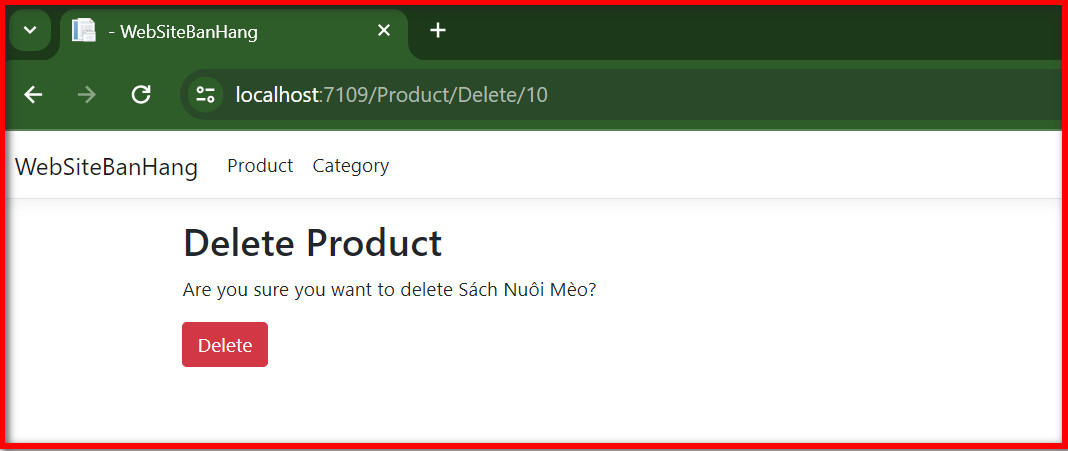 - WebSiteBanHang
localhost:7109/Product/Delete/10
WebSiteBanHang Product Category
Delete Product
Are you sure you want to delete Sách Nuôi Mèo?
Delete